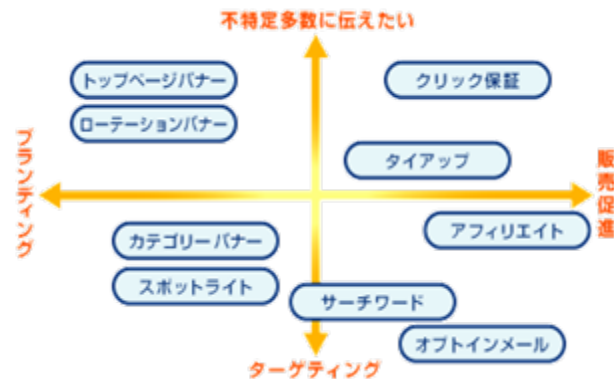 不特定多数に伝えたい
トップページバナー
クリック保証
ローテーションバナー
タイアップ
ブランディング
販売促進
アフィリエイト
カテゴリーバナー
スポットライト
サーチワード
オプトインメール
ターゲティング